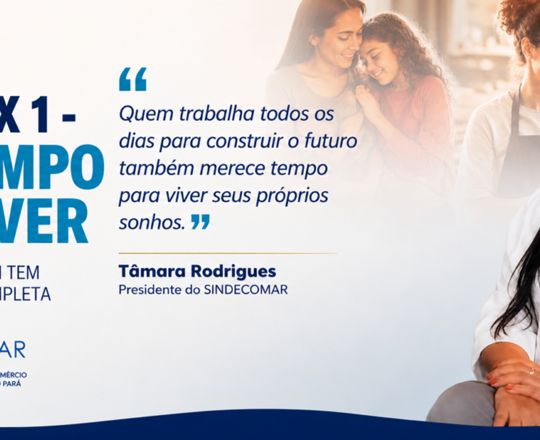 X 1 -
MPO
VER
TEM
PLETA
AR
MÉRCIO
PARÁ
“
Quem trabalha todos os
dias para construir o futuro
também merece tempo
para viver seus próprios
sonhos. ”
Tâmara Rodrigues
Presidente do SINDECOMAR